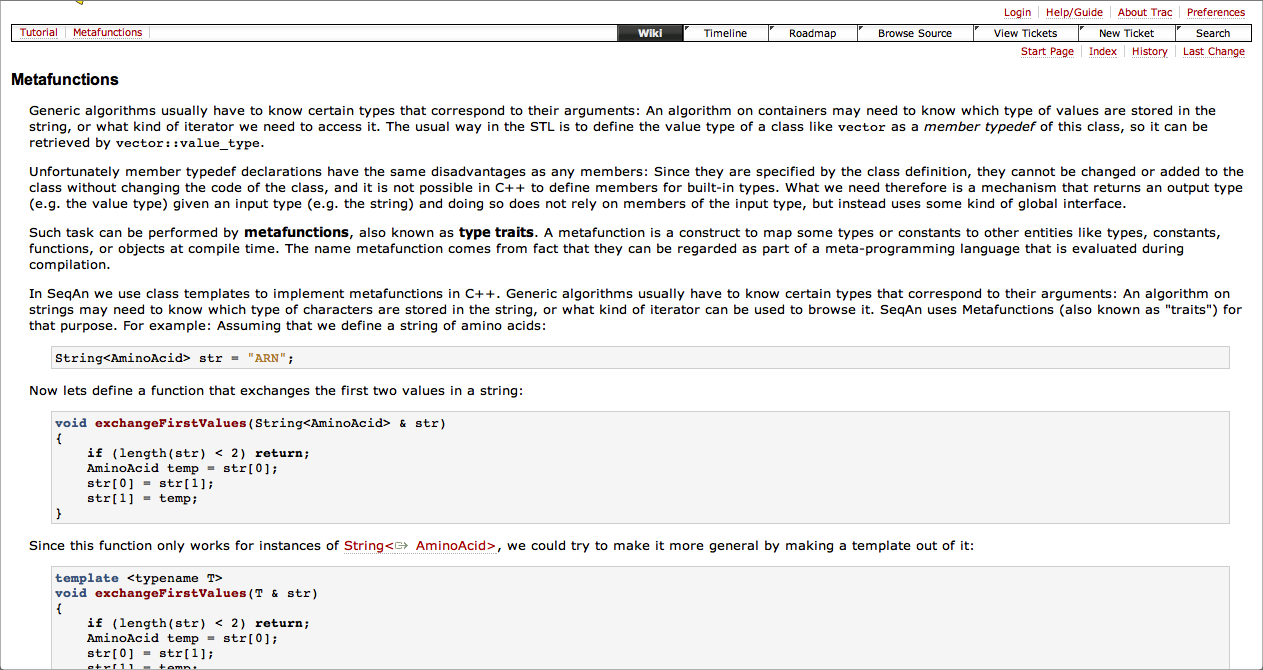 Login Help/Guide About Trac Preferences
Tutorial Metafunctions Wiki Timeline Roadmap Browse Source View Tickets New Ticket Search
Start Page Index History Last Change
Metafunctions
Generic algorithms usually have to know certain types that correspond to their arguments: An algorithm on containers may need to know which type of values are stored in the
string, or what kind of iterator we need to access it. The usual way in the STL is to define the value type of a class like vector as a member typedef of this class, so it can be
retrieved by vector::value_type.
Unfortunately member typedef declarations have the same disadvantages as any members: Since they are specified by the class definition, they cannot be changed or added to the
class without changing the code of the class, and it is not possible in C++ to define members for built-in types. What we need therefore is a mechanism that returns an output type
(e.g. the value type) given an input type (e.g. the string) and doing so does not rely on members of the input type, but instead uses some kind of global interface.
Such task can be performed by metafunctions, also known as type traits. A metafunction is a construct to map some types or constants to other entities like types, constants,
functions, or objects at compile time. The name metafunction comes from fact that they can be regarded as part of a meta-programming language that is evaluated during
compilation.
In SeqAn we use class templates to implement metafunctions in C++. Generic algorithms usually have to know certain types that correspond to their arguments: An algorithm on
strings may need to know which type of characters are stored in the string, or what kind of iterator can be used to browse it. SeqAn uses Metafunctions (also known as "traits") for
that purpose. For example: Assuming that we define a string of amino acids:
String<AminoAcid> str = "ARN";
Now lets define a function that exchanges the first two values in a string:
void exchangeFirstValues(String<AminoAcid> & str)
{
if (length(str) < 2) return;
AminoAcid temp = str[0];
str[0] = str[1];
str[1] = temp;
}
Since this function only works for instances of String< AminoAcid>, we could try to make it more general by making a template out of it:
template <typename T>
void exchangeFirstValues(T & str)
{
if (length(str) < 2) return;
AminoAcid temp = str[0];
str[0] = str[1];
str[1] = temp;